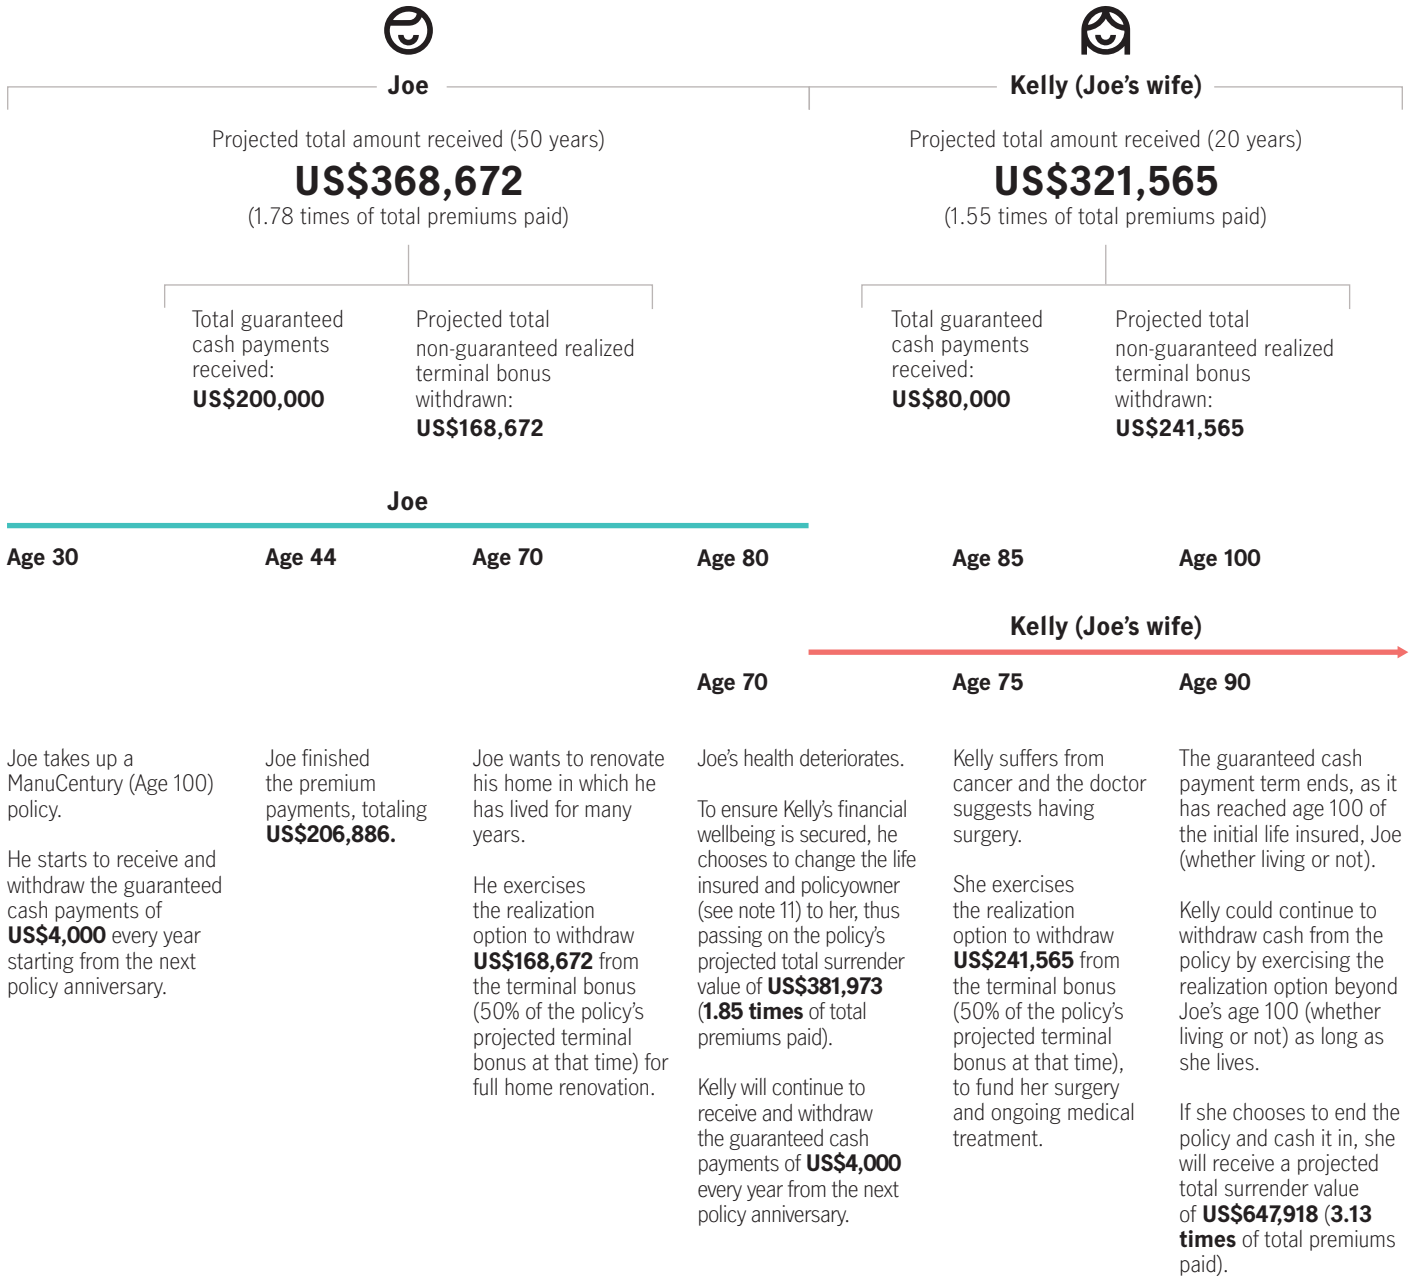 Joe
Projected total amount received (50 years)
US$368,672
(1.78 times of total premiums paid)
Total guaranteed
cash payments
received:
US$200,000
Projected total
non-guaranteed realized
terminal bonus
withdrawn:
US$168,672
Kelly (Joe’s wife)
Projected total amount received (20 years)
US$321,565
(1.55 times of total premiums paid)
Total guaranteed
cash payments
received:
US$80,000
Projected total
non-guaranteed realized
terminal bonus
withdrawn:
US$241,565
Joe
Age 30
Age 44
Age 70
Age 80
Age 85
Age 100
Kelly (Joe’s wife)
Age 70
Age 75
Age 90
Joe takes up a
ManuCentury (Age 100)
policy.
He starts to receive and
withdraw the guaranteed
cash payments of
US$4,000 every year
starting from the next
policy anniversary.
Joe finished
the premium
payments, totaling
US$206,886.
Joe wants to renovate
his home in which he
has lived for many
years.
He exercises
the realization
option to withdraw
US$168,672 from
the terminal bonus
(50% of the policy’s
projected terminal
bonus at that time) for
full home renovation.
Joe’s health deteriorates.
To ensure Kelly’s financial
wellbeing is secured, he
chooses to change the life
insured and policyowner
(see note 11) to her, thus
passing on the policy’s
projected total surrender
value of US$381,973
(1.85 times of total
premiums paid).
Kelly will continue to
receive and withdraw
the guaranteed cash
payments of US$4,000
every year from the next
policy anniversary.
Kelly suffers from
cancer and the doctor
suggests having
surgery.
She exercises
the realization
option to withdraw
US$241,565 from
the terminal bonus
(50% of the policy’s
projected terminal
bonus at that time),
to fund her surgery
and ongoing medical
treatment.
The guaranteed cash
payment term ends, as it
has reached age 100 of
the initial life insured, Joe
(whether living or not).
Kelly could continue to
withdraw cash from the
policy by exercising the
realization option beyond
Joe’s age 100 (whether
living or not) as long as
she lives.
If she chooses to end the
policy and cash it in, she
will receive a projected
total surrender value
of US$647,918 (3.13
times of total premiums
paid).